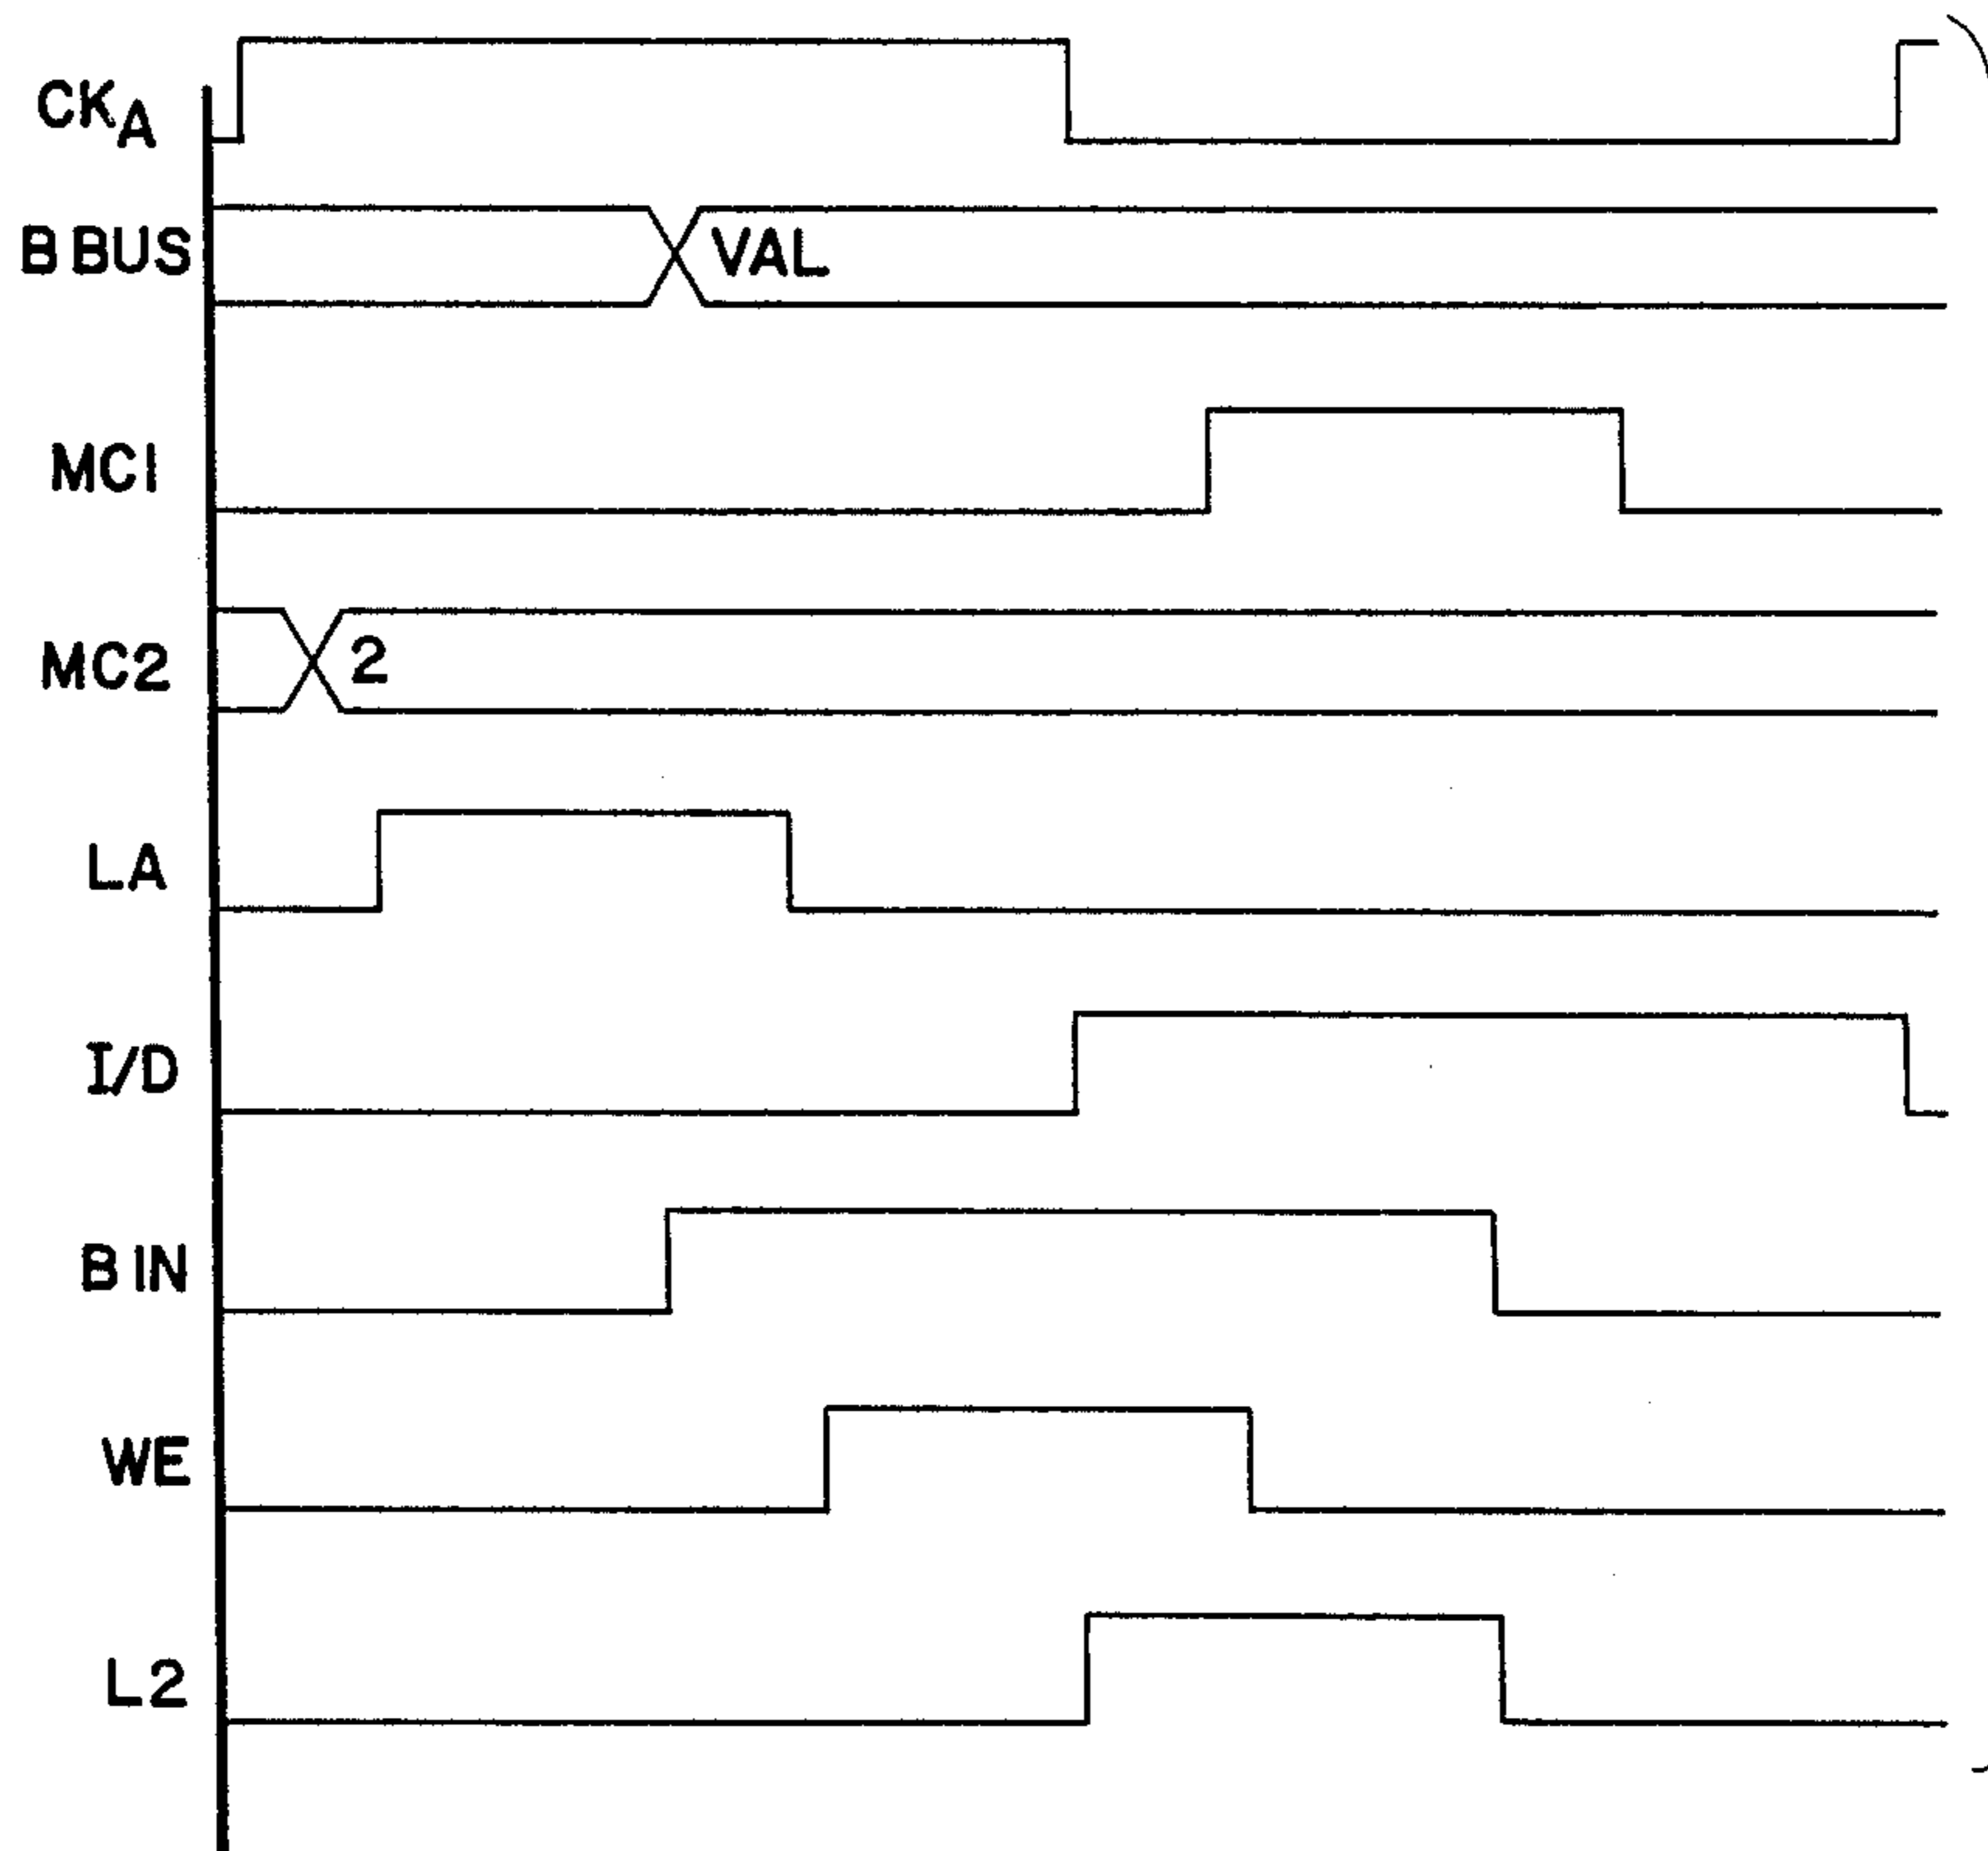 CKA
B BUS VAL
MC1
MC2 2
LA
I/D
B IN
WE
L2